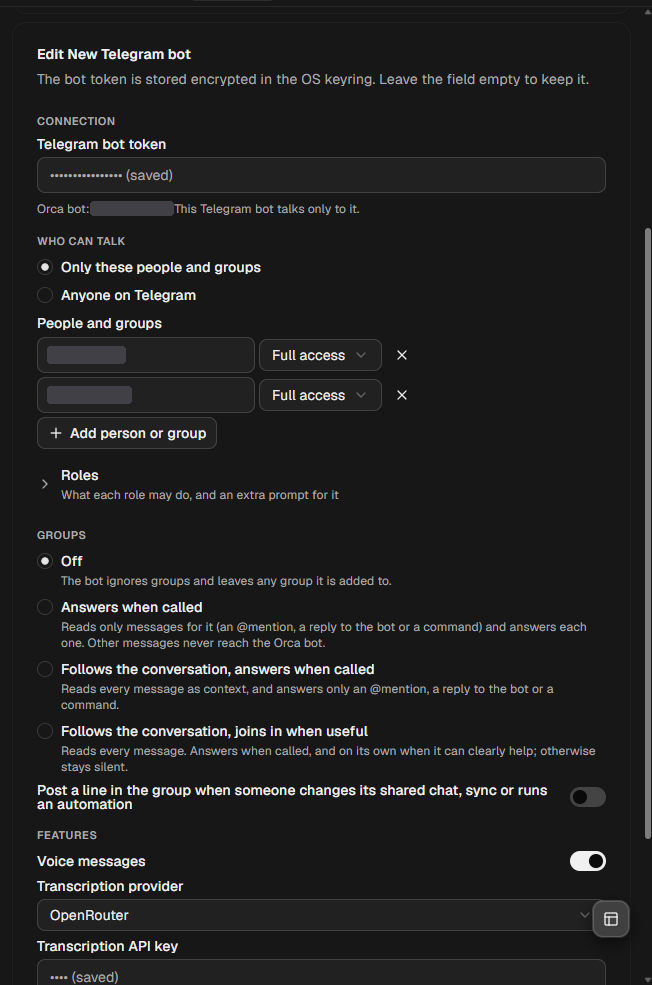 Edit New Telegram bot
The bot token is stored encrypted in the OS keyring. Leave the field empty to keep it.
CONNECTION
Telegram bot token
•••••••••••••••• (saved)
Orca bot: This Telegram bot talks only to it.
WHO CAN TALK
Only these people and groups
Anyone on Telegram
People and groups
Full access
Full access
Add person or group
Roles
What each role may do, and an extra prompt for it
GROUPS
Off
The bot ignores groups and leaves any group it is added to.
Answers when called
Reads only messages for it (an @mention, a reply to the bot or a command) and answers each
one. Other messages never reach the Orca bot.
Follows the conversation, answers when called
Reads every message as context, and answers only an @mention, a reply to the bot or a
command.
Follows the conversation, joins in when useful
Reads every message. Answers when called, and on its own when it can clearly help; otherwise
stays silent.
Post a line in the group when someone changes its shared chat, sync or runs
an automation
FEATURES
Voice messages
Transcription provider
OpenRouter
Transcription API key
•••• (saved)